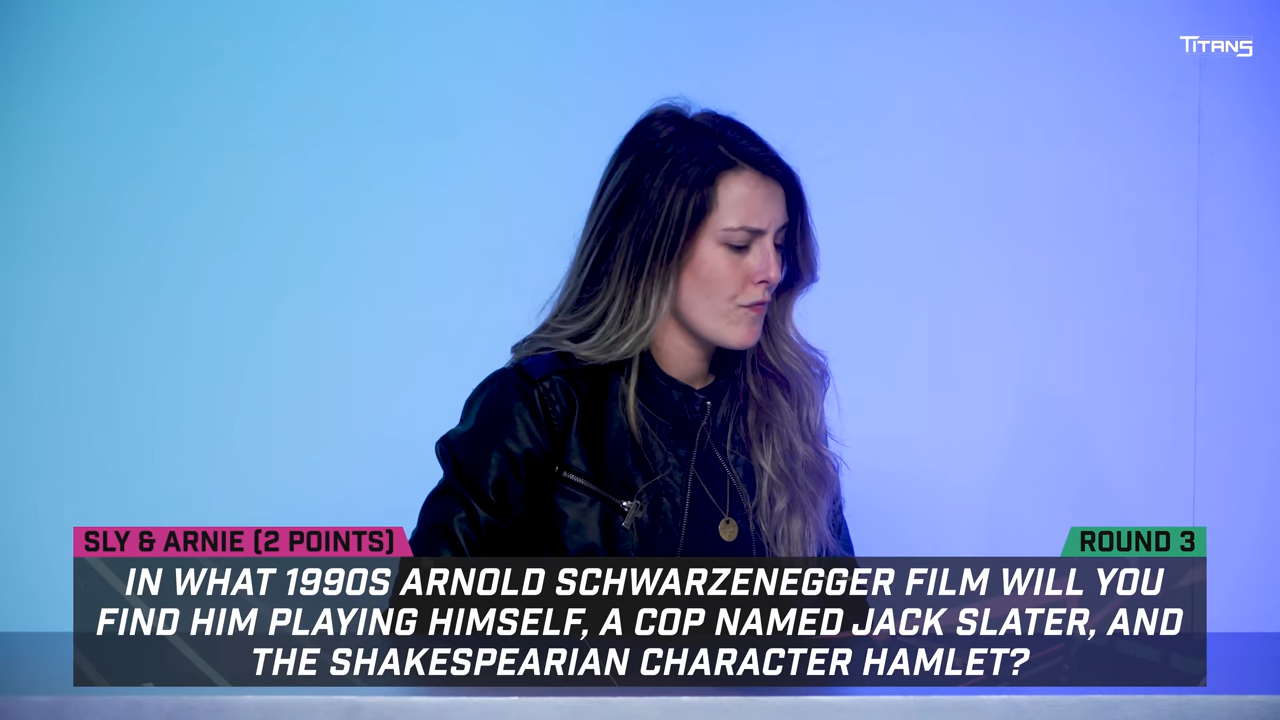 TITANS
SLY & ARNIE (2 POINTS)
ROUND 3
IN WHAT 1990S ARNOLD SCHWARZENEGGER FILM WILL YOU
FIND HIM PLAYING HIMSELF, A COP NAMED JACK SLATER, AND
THE SHAKESPEARIAN CHARACTER HAMLET?